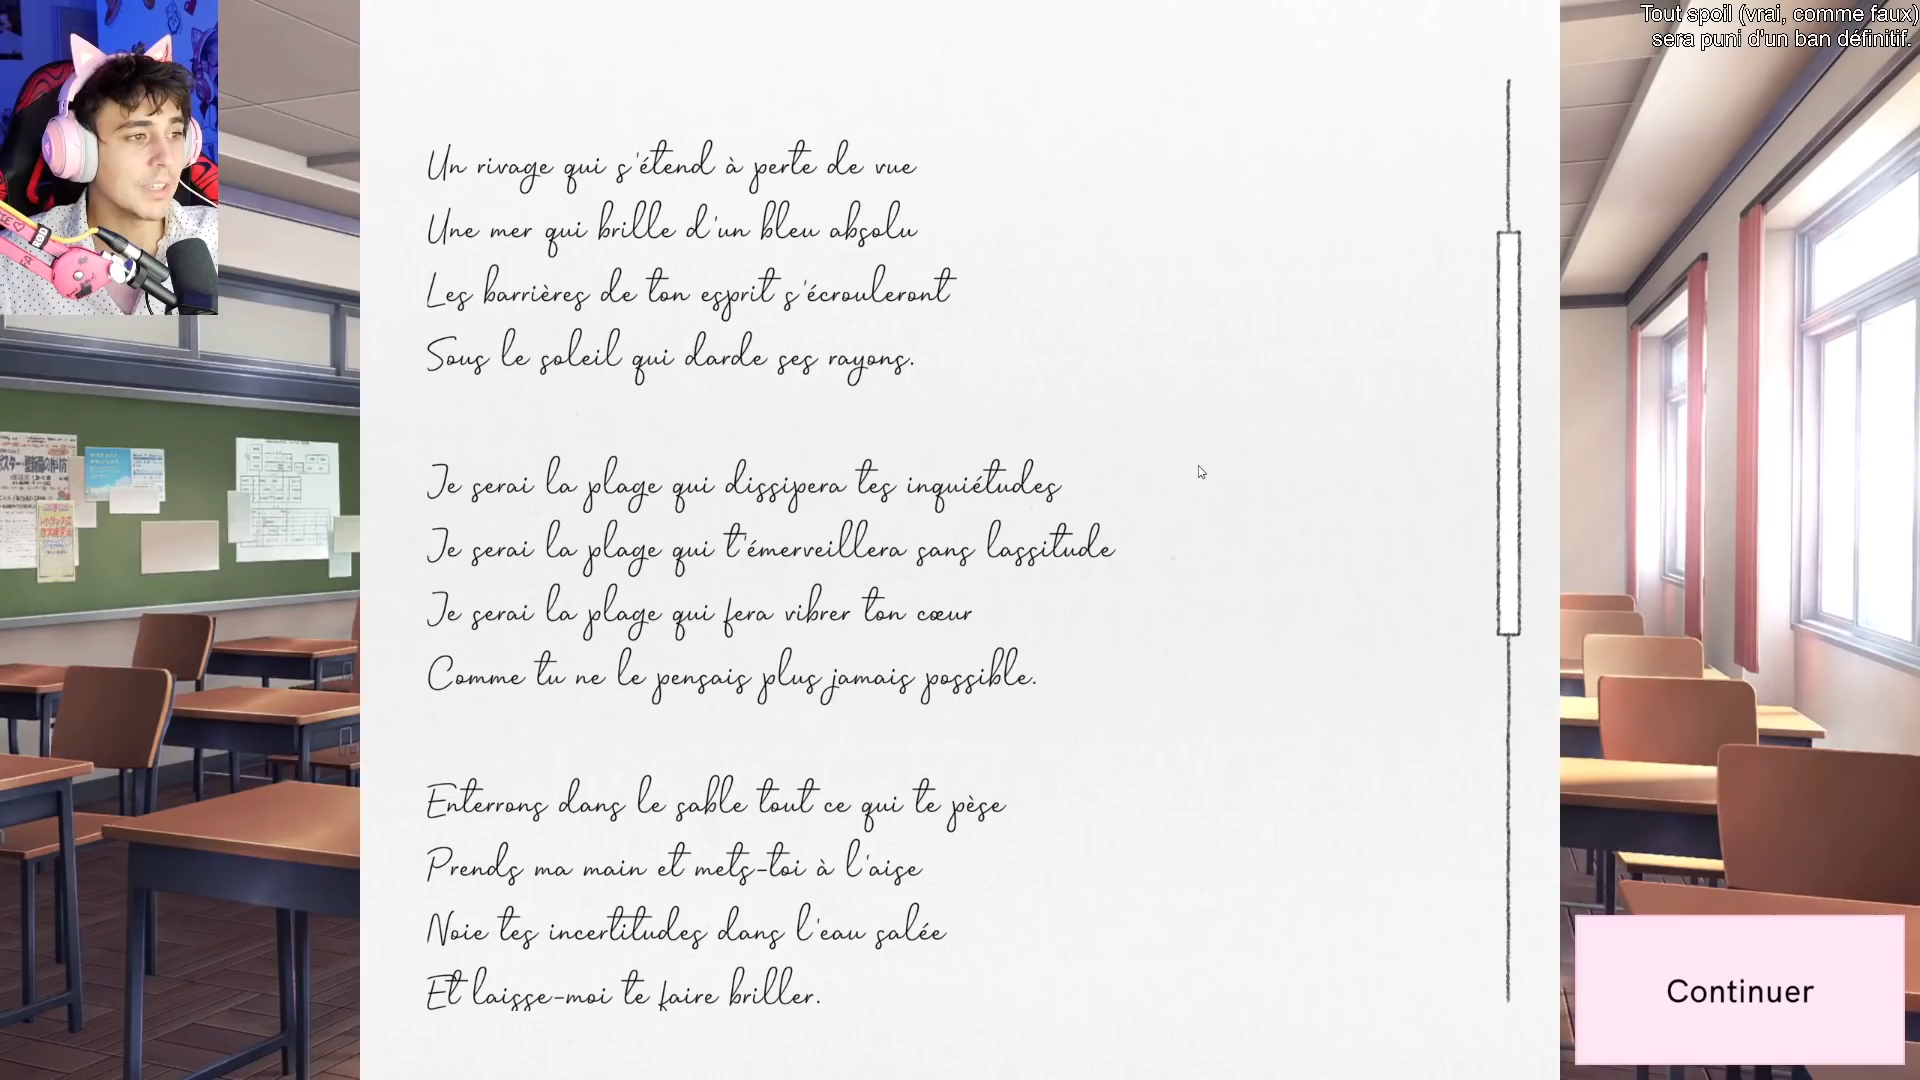 Tout spoil (vrai, comme faux)
sera puni d'un ban définitif.
Un rivage qui s'étend à perte de vue
Une mer qui brille d'un bleu absolu
Les barrières de ton esprit s'écrouleront
Sous le soleil qui darde ses rayons.
Je serai la plage qui dissipera tes inquiétudes
Je serai la plage qui t'émerveillera sans lassitude
Je serai la plage qui fera vibrer ton cœur
Comme tu ne le pensais plus jamais possible.
Enterrons dans le sable tout ce qui te pèse
Prends ma main et mets-toi à l'aise
Noie tes incertitudes dans l'eau salée
Et laisse-moi te faire briller.
Continuer